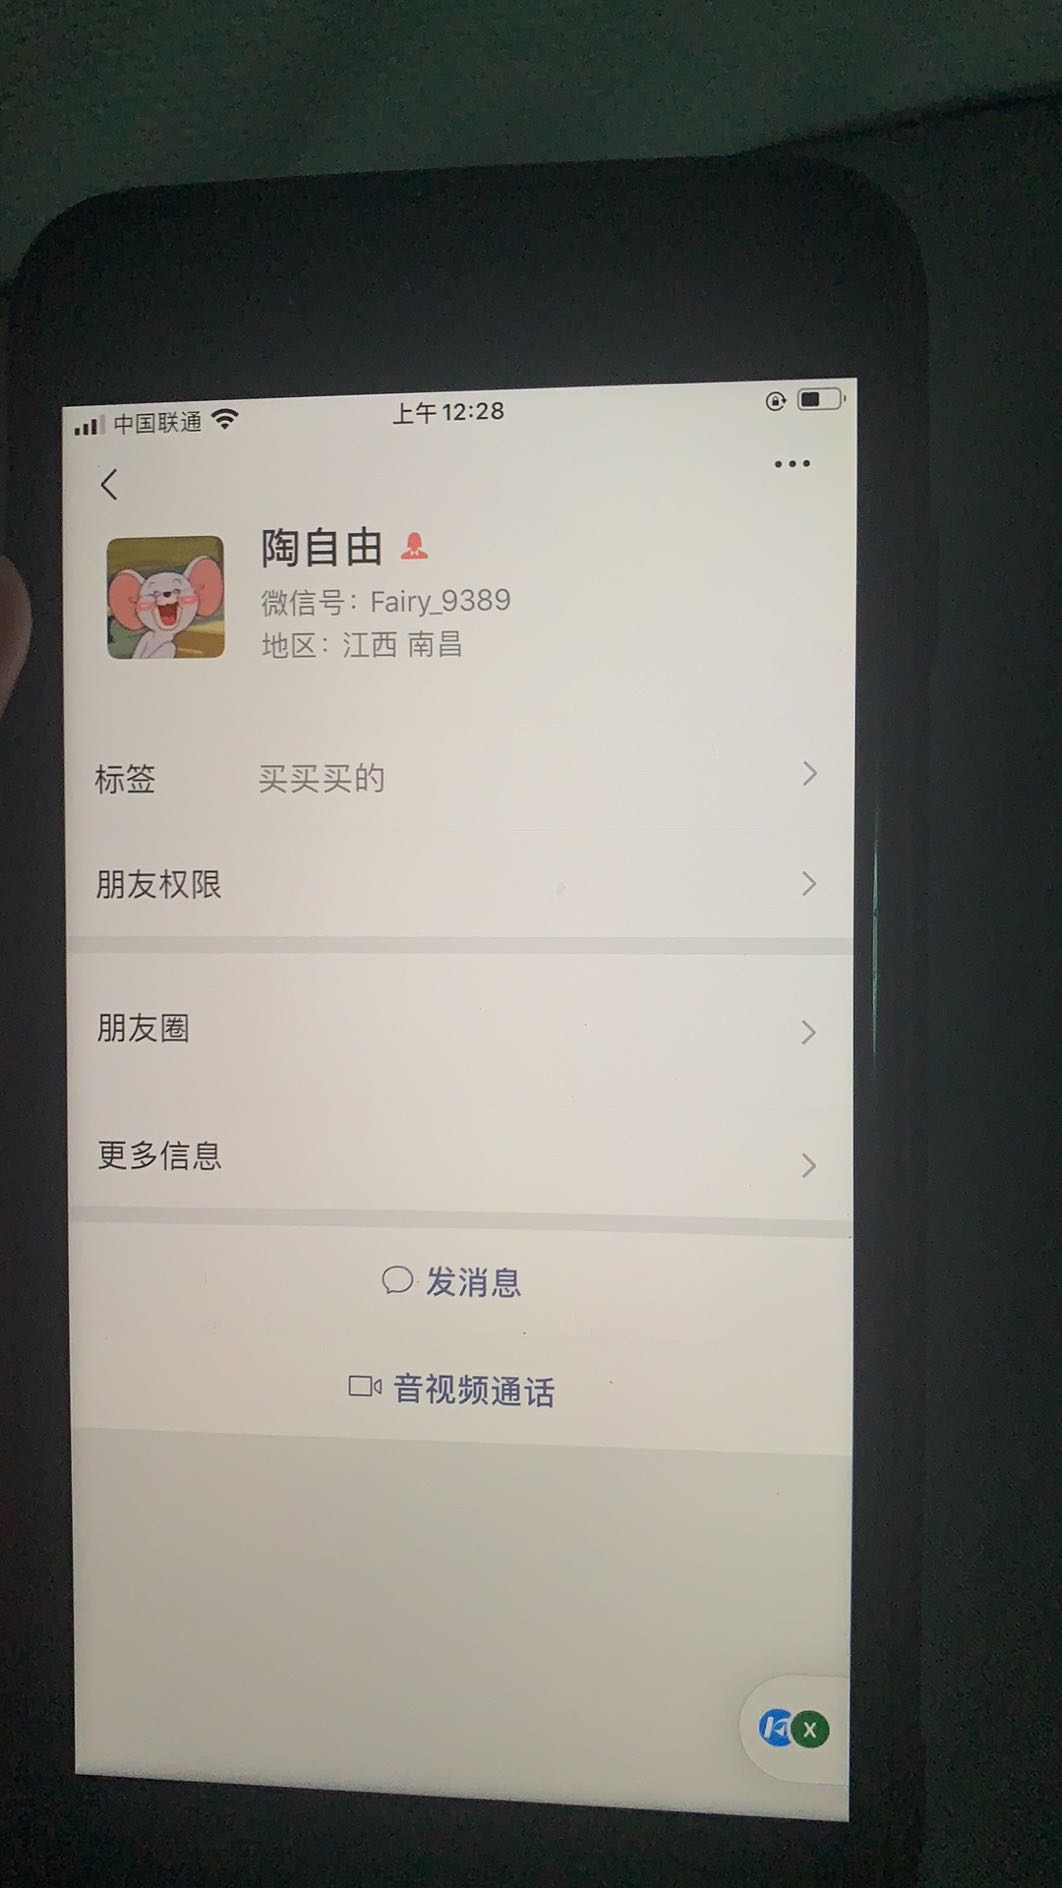 中国联通 上午12:28
陶自由
微信号：Fairy_9389
地区：江西 南昌
标签 买买买的
朋友权限
朋友圈
更多信息
发消息
音视频通话
X